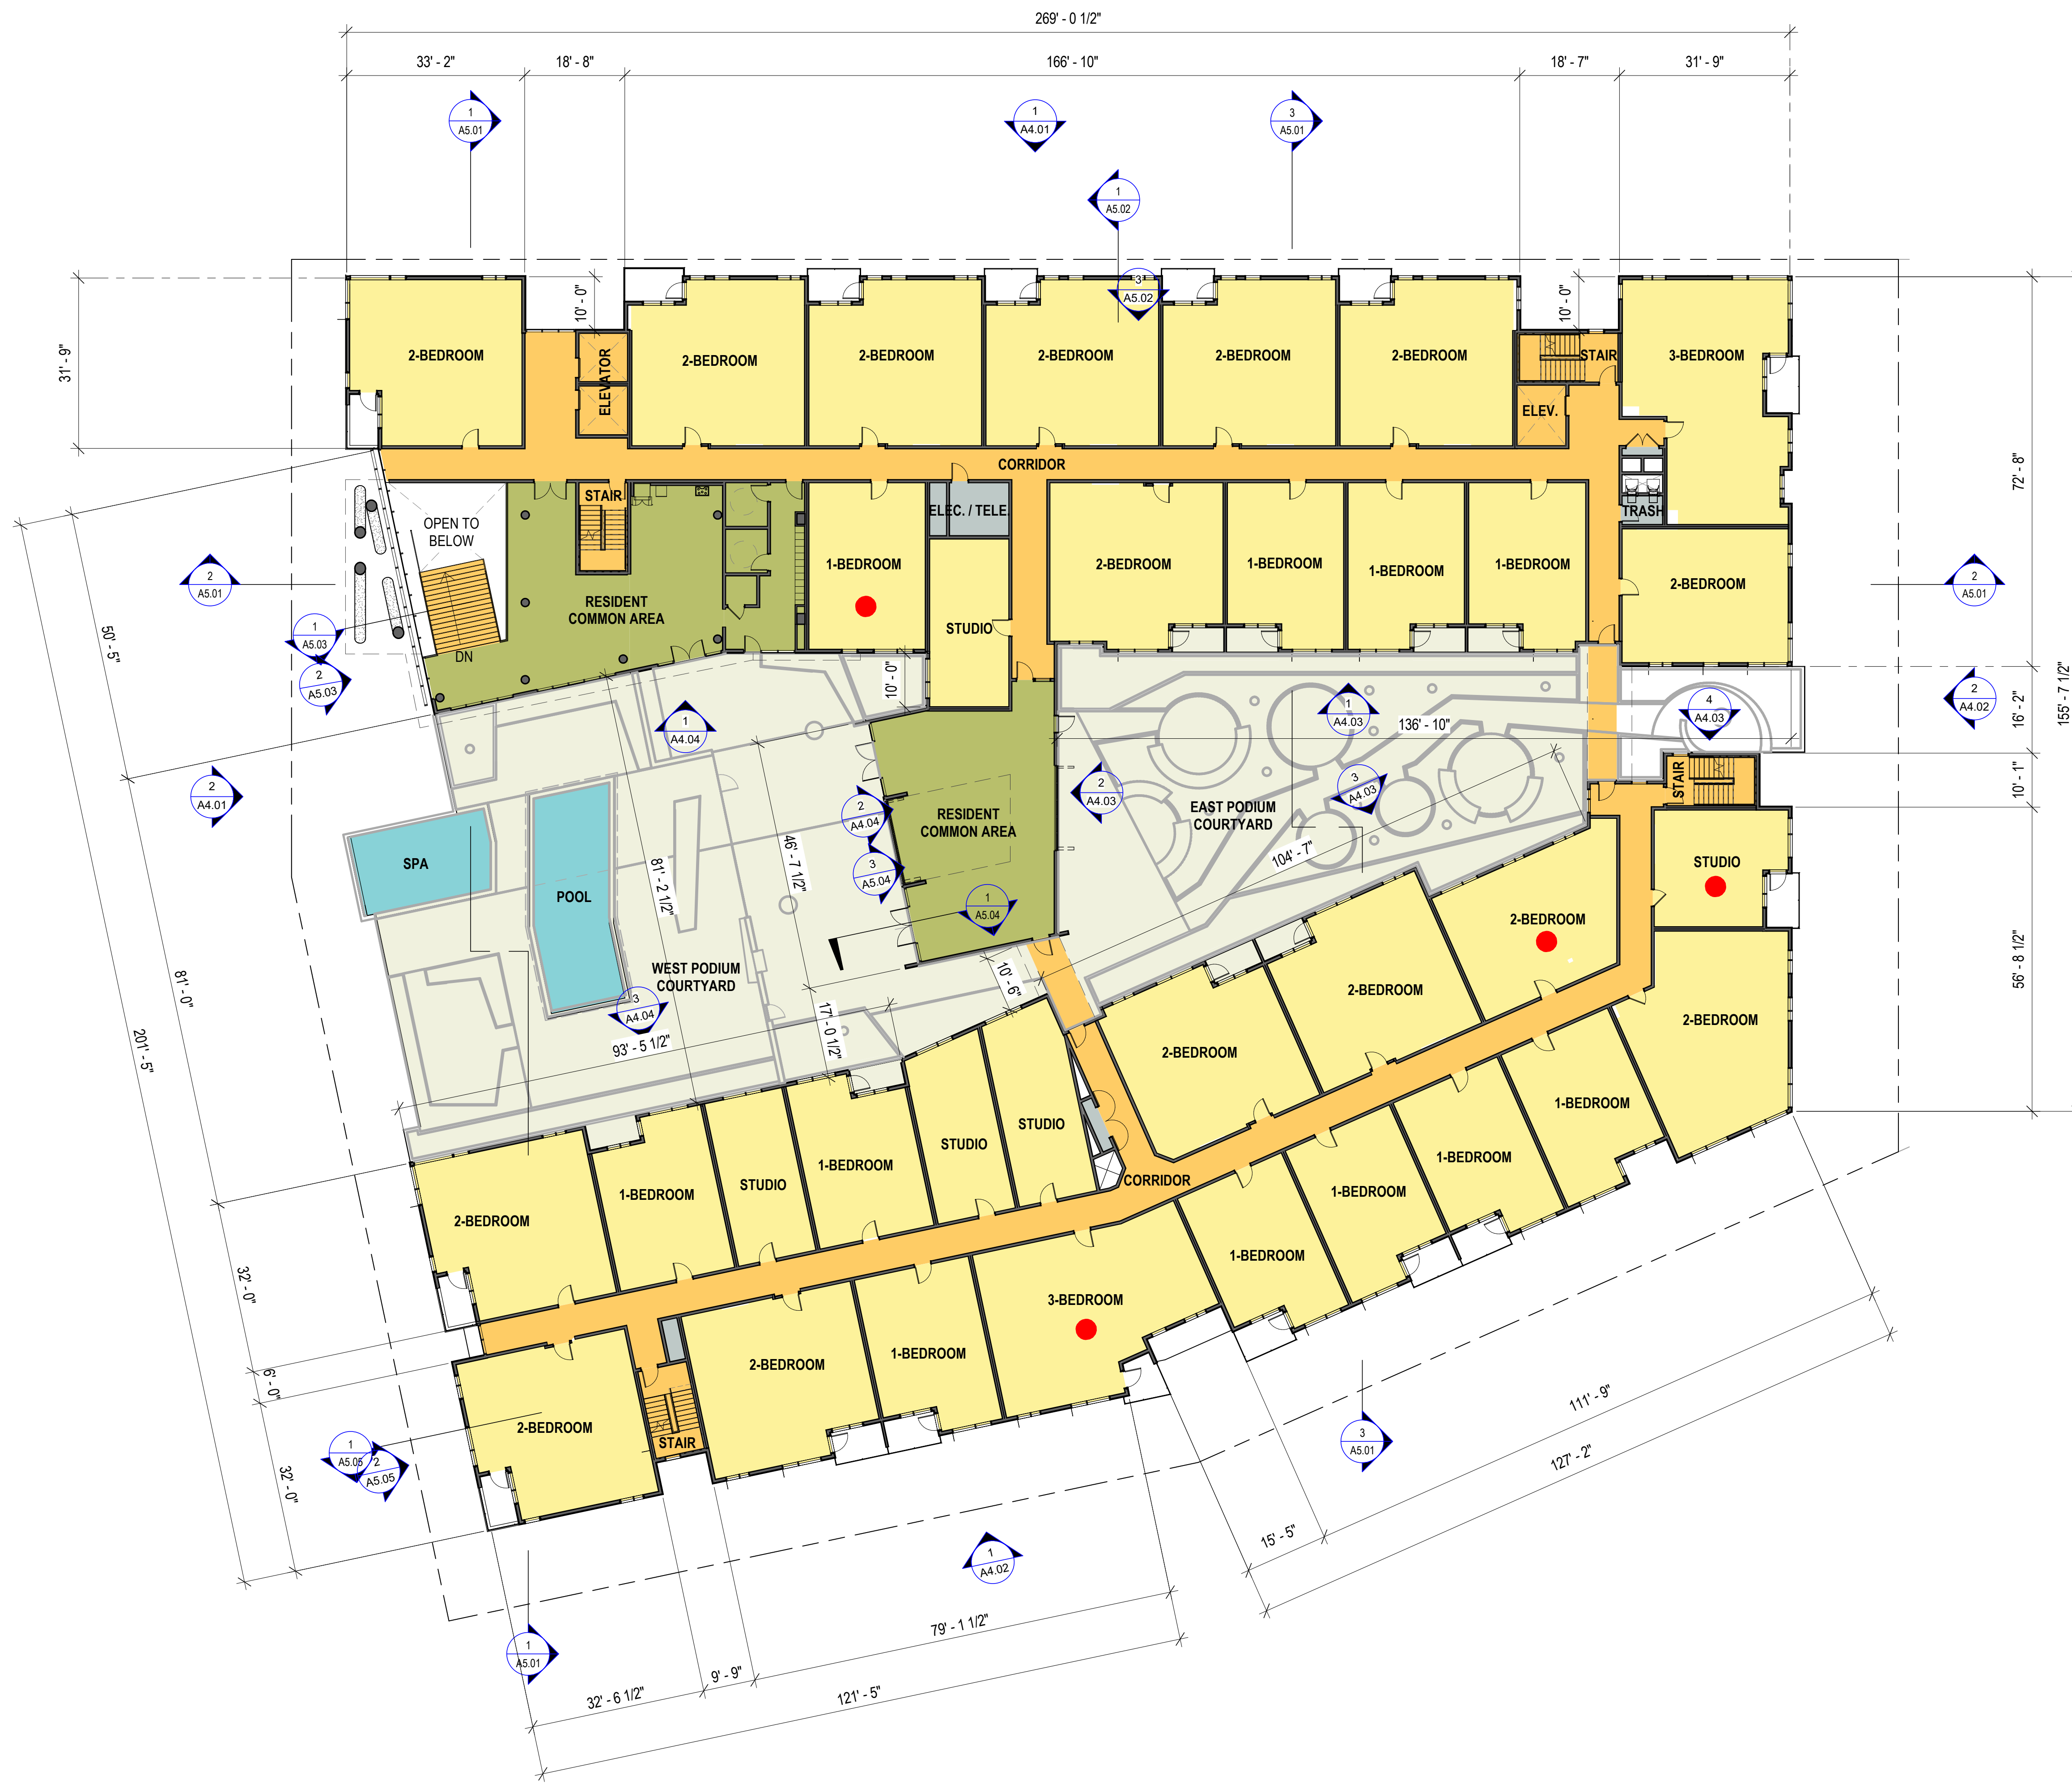 269' - 0 1/2"
33' - 2"
18' - 8"
166' - 10"
18' - 7"
31' - 9"
1
A5.01
1
A4.01
3
A5.01
1
A5.02
3
A5.02
10' - 0"
10' - 0"
31' - 9"
2-BEDROOM
ELEVATOR
2-BEDROOM
2-BEDROOM
2-BEDROOM
2-BEDROOM
2-BEDROOM
STAIR
ELEV.
3-BEDROOM
CORRIDOR
72' - 8"
STAIR
OPEN TO
BELOW
ELEC. / TELE.
TRASH
1-BEDROOM
2-BEDROOM
1-BEDROOM
1-BEDROOM
1-BEDROOM
2-BEDROOM
2
A5.01
2
A5.01
RESIDENT
COMMON AREA
STUDIO
1
A5.03
DN
2
A5.03
50' - 5"
10' - 0"
1
A4.04
1
A4.03
136' - 10"
4
A4.03
2
A4.02
16' - 2"
155' - 7 1/2"
2
A4.01
2
A4.03
3
A4.03
STAIR
10' - 1"
2
A4.04
RESIDENT
COMMON AREA
EAST PODIUM
COURTYARD
SPA
POOL
81' - 2 1/2"
46' - 7 1/2"
3
A5.04
104' - 7"
STUDIO
1
A5.04
2-BEDROOM
81' - 0"
201' - 5"
WEST PODIUM
COURTYARD
10' - 6"
56' - 8 1/2"
3
A4.04
93' - 5 1/2"
17' - 0 1/2"
2-BEDROOM
2-BEDROOM
2-BEDROOM
1-BEDROOM
STUDIO
STUDIO
1-BEDROOM
1-BEDROOM
STUDIO
CORRIDOR
1-BEDROOM
1-BEDROOM
2-BEDROOM
1-BEDROOM
32' - 0"
3-BEDROOM
1-BEDROOM
2-BEDROOM
6' - 0"
2-BEDROOM
STAIR
32' - 0"
1
A5.05
2
A5.05
3
A5.01
111' - 9"
127' - 2"
15' - 5"
1
A4.02
79' - 1 1/2"
1
A5.01
9' - 9"
32' - 6 1/2"
121' - 5"